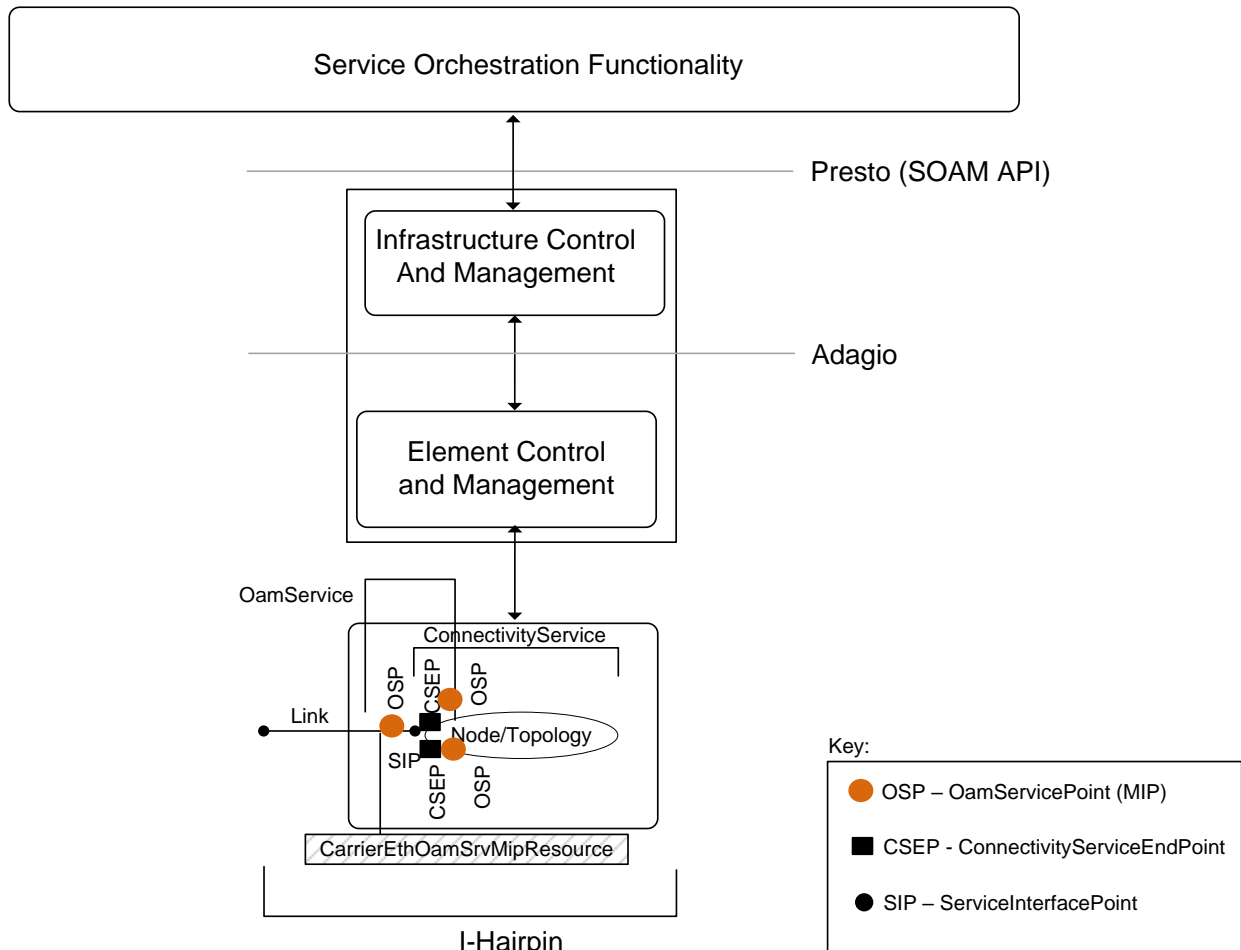 Service Orchestration Functionality
Presto (SOAM API)
Infrastructure Control
And Management
Adagio
Element Control
and Management
OamService
ConnectivityService
OSP
CSEP
OSP
Link
Node/Topology
SIP
CSEP
OSP
CarrierEthOamSrvMipResource
I-Hairpin
Key:
OSP – OamServicePoint (MIP)
CSEP - ConnectivityServiceEndPoint
SIP – ServiceInterfacePoint